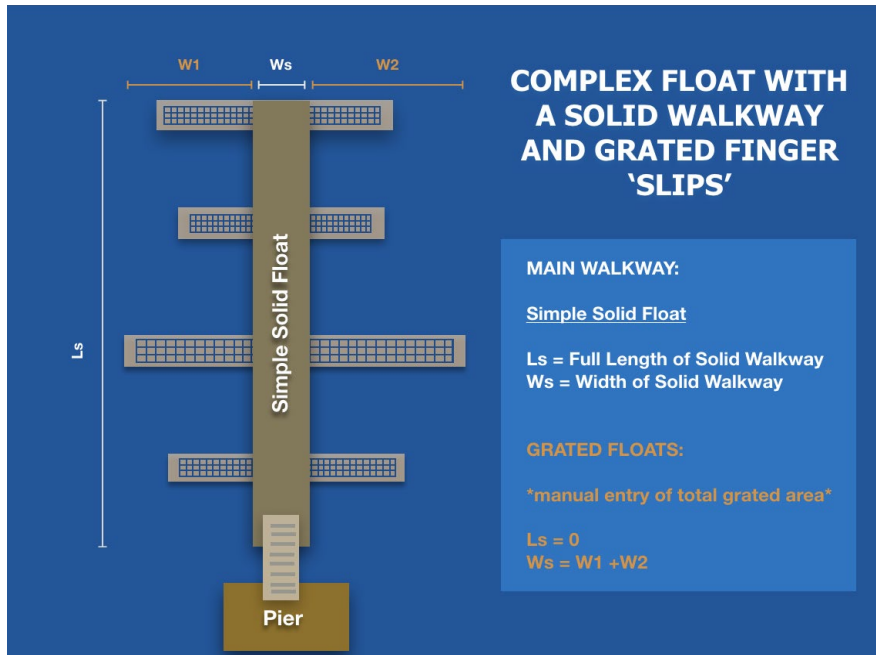 W1
Ws
W2
COMPLEX FLOAT WITH
A SOLID WALKWAY
AND GRATED FINGER
‘SLIPS’
Ls
Simple Solid Float
Pier
MAIN WALKWAY:
Simple Solid Float
Ls = Full Length of Solid Walkway
Ws = Width of Solid Walkway
GRATED FLOATS:
*manual entry of total grated area*
Ls = 0
Ws = W1 +W2